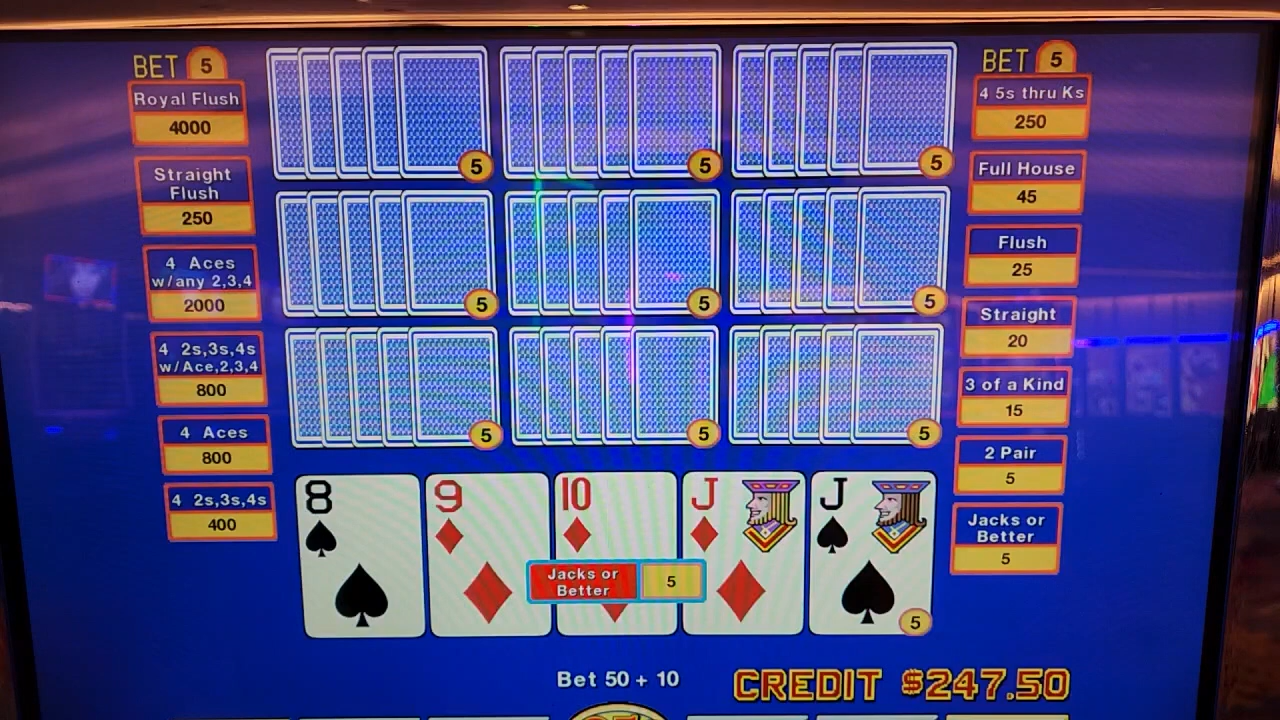 BET 5
Royal Flush
4000
Straight
Flush
250
4 Aces
w/any 2,3,4
2000
4 2s,3s,4s
w/Ace,2,3,4
800
4 Aces
800
4 2s,3s,4s
400
5
5
5
5
5
5
5
5
5
BET 5
4 5s thru Ks
250
Full House
45
Flush
25
Straight
20
3 of a Kind
15
2 Pair
5
Jacks or
Better
5
8
9
10
J
J
Jacks or
Better
5
5
Bet 50 + 10
CREDIT $247.50